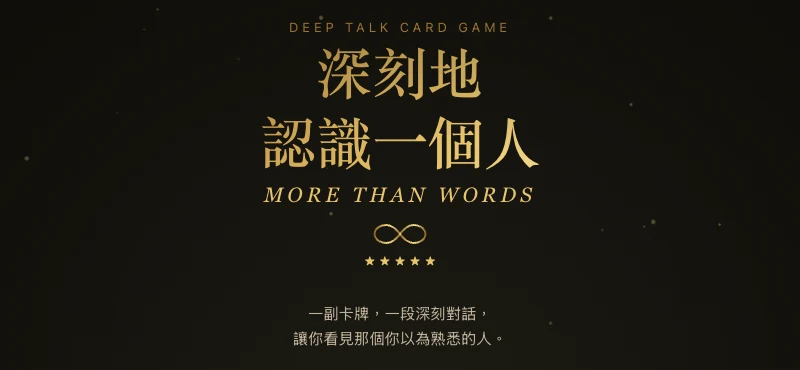 DEEP TALK CARD GAME
深刻地
認識一個人
MORE THAN WORDS
一副卡牌，一段深刻對話，
讓你看見那個你以為熟悉的人。